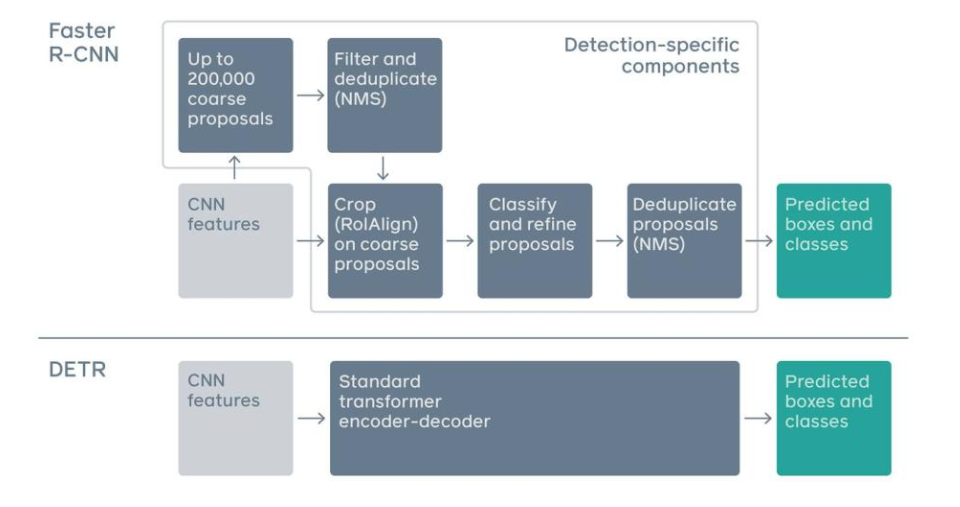 Faster
R-CNN
Detection-specific
components
Up to
200,000
coarse
proposals
Filter and
deduplicate
(NMS)
CNN
features
Crop
(RoIAlign)
on coarse
proposals
Classify
and refine
proposals
Deduplicate
proposals
(NMS)
Predicted
boxes and
classes
DETR
CNN
features
Standard
transformer
encoder-decoder
Predicted
boxes and
classes